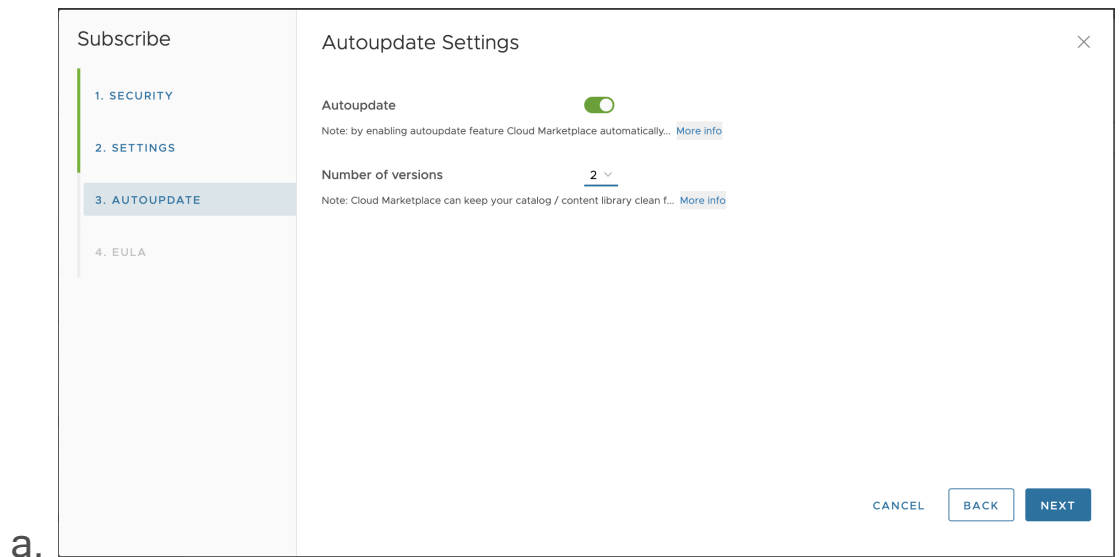 Subscribe
1. SECURITY
2. SETTINGS
3. AUTOUPDATE
4. EULA
Autoupdate Settings
Autoupdate
Note: by enabling autoupdate feature Cloud Marketplace automatically... More info
Number of versions 2
Note: Cloud Marketplace can keep your catalog / content library clean f... More info
CANCEL BACK NEXT
a.